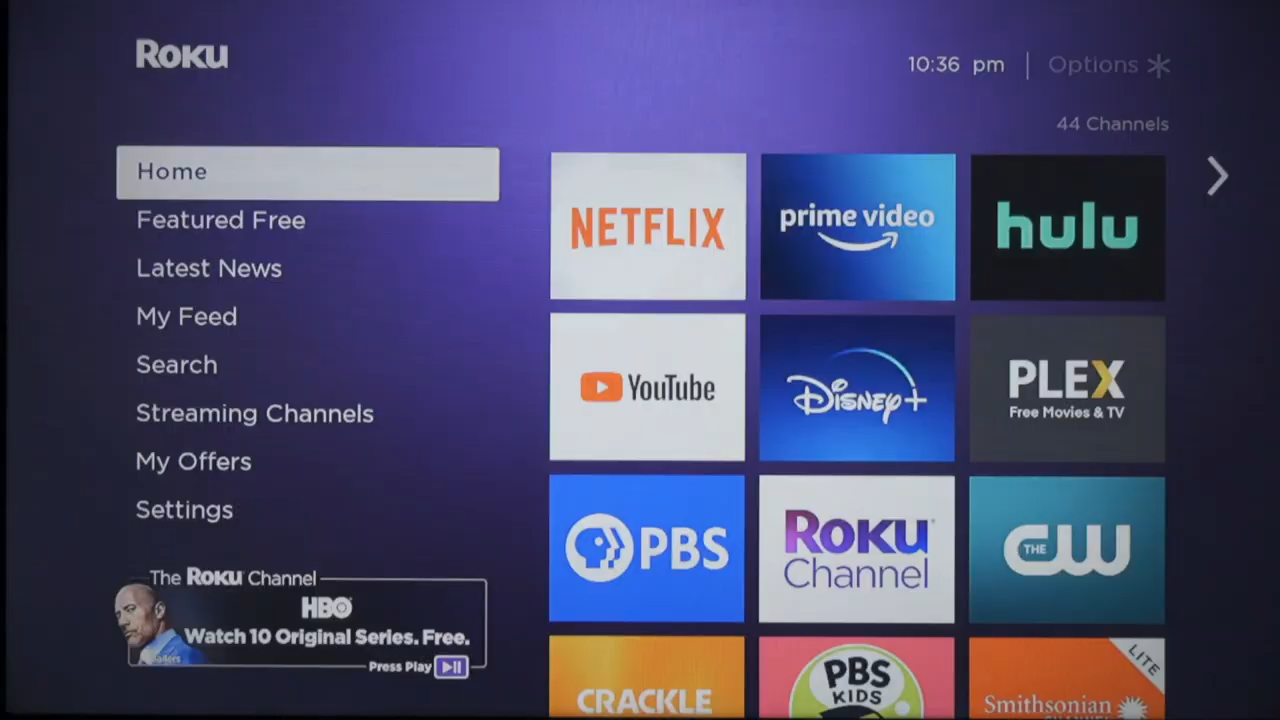 ROKU
10:36 pm | Options
44 Channels
Home
Featured Free
Latest News
My Feed
Search
Streaming Channels
My Offers
Settings
The ROKU Channel
HBO
Watch 10 Original Series. Free.
Ballers
Press Play
NETFLIX
prime video
hulu
YouTube
Disney+
PLEX
Free Movies & TV
PBS
ROKU
Channel
THE CW
CRACKLE
PBS
KIDS
LITE
Smithsonian